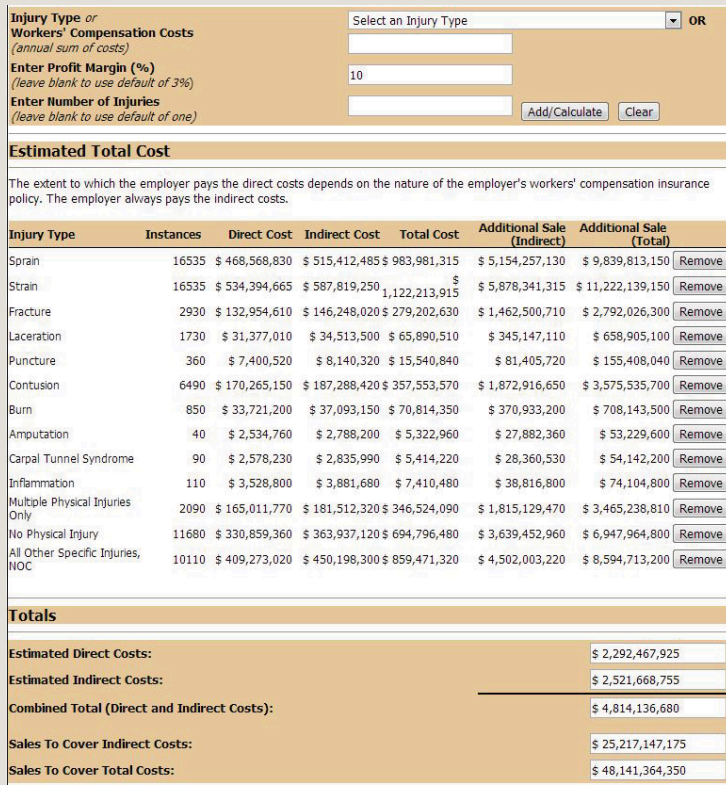 Injury Type or
Workers' Compensation Costs
(annual sum of costs)
Select an Injury Type OR
Enter Profit Margin (%)
(leave blank to use default of 3%)
10
Enter Number of Injuries
(leave blank to use default of one)
Add/Calculate Clear
Estimated Total Cost
The extent to which the employer pays the direct costs depends on the nature of the employer's workers' compensation insurance
policy. The employer always pays the indirect costs.
Injury Type Instances Direct Cost Indirect Cost Total Cost Additional Sale (Indirect) Additional Sale (Total)
Sprain 16535 $ 468,568,830 $ 515,412,485 $ 983,981,315 $ 5,154,257,130 $ 9,839,813,150 Remove
Strain 16535 $ 534,394,665 $ 587,819,250 $ 1,122,213,915 $ 5,878,341,315 $ 11,222,139,150 Remove
Fracture 2930 $ 132,954,610 $ 146,248,020 $ 279,202,630 $ 1,462,500,710 $ 2,792,026,300 Remove
Laceration 1730 $ 31,377,010 $ 34,513,500 $ 65,890,510 $ 345,147,110 $ 658,905,100 Remove
Puncture 360 $ 7,400,520 $ 8,140,320 $ 15,540,840 $ 81,405,720 $ 155,408,040 Remove
Contusion 6490 $ 170,265,150 $ 187,288,420 $ 357,553,570 $ 1,872,916,650 $ 3,575,535,700 Remove
Burn 850 $ 33,721,200 $ 37,093,150 $ 70,814,350 $ 370,933,200 $ 708,143,500 Remove
Amputation 40 $ 2,534,760 $ 2,788,200 $ 5,322,960 $ 27,882,360 $ 53,229,600 Remove
Carpal Tunnel Syndrome 90 $ 2,578,230 $ 2,835,990 $ 5,414,220 $ 28,360,530 $ 54,142,200 Remove
Inflammation 110 $ 3,528,800 $ 3,881,680 $ 7,410,480 $ 38,816,800 $ 74,104,800 Remove
Multiple Physical Injuries
Only 2090 $ 165,011,770 $ 181,512,320 $ 346,524,090 $ 1,815,129,470 $ 3,465,238,810 Remove
No Physical Injury 11680 $ 330,859,360 $ 363,937,120 $ 694,796,480 $ 3,639,452,960 $ 6,947,964,800 Remove
All Other Specific Injuries,
NOC 10110 $ 409,273,020 $ 450,198,300 $ 859,471,320 $ 4,502,003,220 $ 8,594,713,200 Remove
Totals
Estimated Direct Costs: $ 2,292,467,925
Estimated Indirect Costs: $ 2,521,668,755
Combined Total (Direct and Indirect Costs): $ 4,814,136,680
Sales To Cover Indirect Costs: $ 25,217,147,175
Sales To Cover Total Costs: $ 48,141,364,350